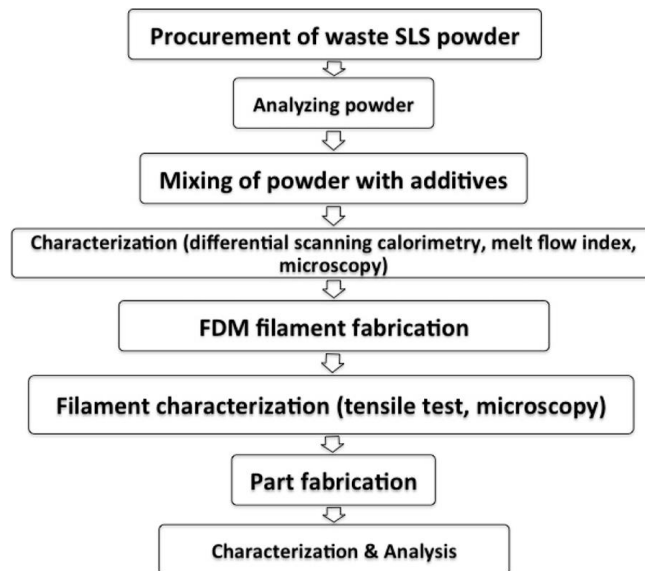 Procurement of waste SLS powder
Analyzing powder
Mixing of powder with additives
Characterization (differential scanning calorimetry, melt flow index,
microscopy)
FDM filament fabrication
Filament characterization (tensile test, microscopy)
Part fabrication
Characterization & Analysis